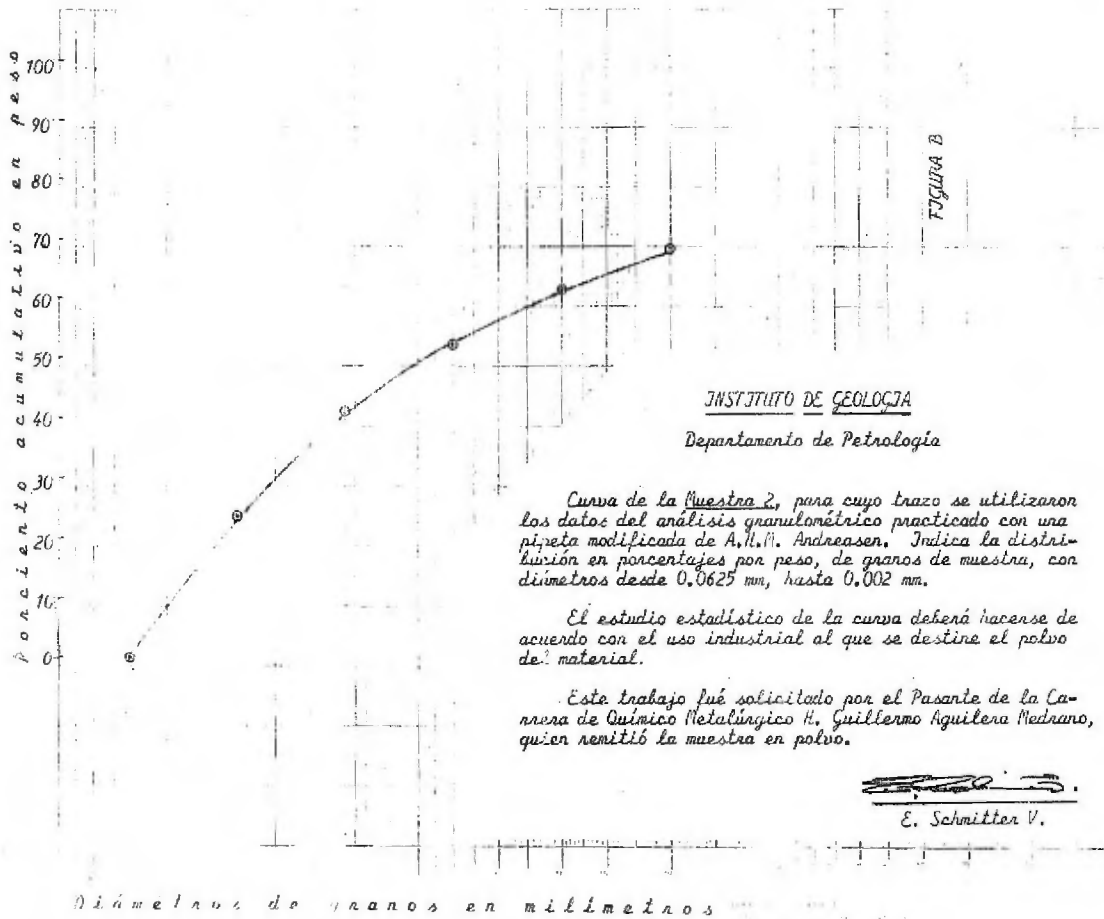 Porciento acumulativo en peso
100
90
80
70
60
50
40
30
20
10
0
FIGURA B
INSTITUTO DE GEOLOGIA
Departamento de Petrología
Curva de la Muestra 2, para cuyo trazo se utilizaron
los datos del análisis granulométrico practicado con una
pipeta modificada de A.H.M. Andreasen. Indica la distri-
bución en porcentajes por peso, de granos de muestra, con
diámetros desde 0.0625 mm, hasta 0.002 mm.
El estudio estadístico de la curva deberá hacerse de
acuerdo con el uso industrial al que se destine el polvo
del material.
Este trabajo fué solicitado por el Pasante de la Ca-
rrera de Químico Metalúrgico H. Guillermo Aguilera Medrano,
quien remitió la muestra en polvo.
E. Schmitter V.
Diámetros de granos en milímetros